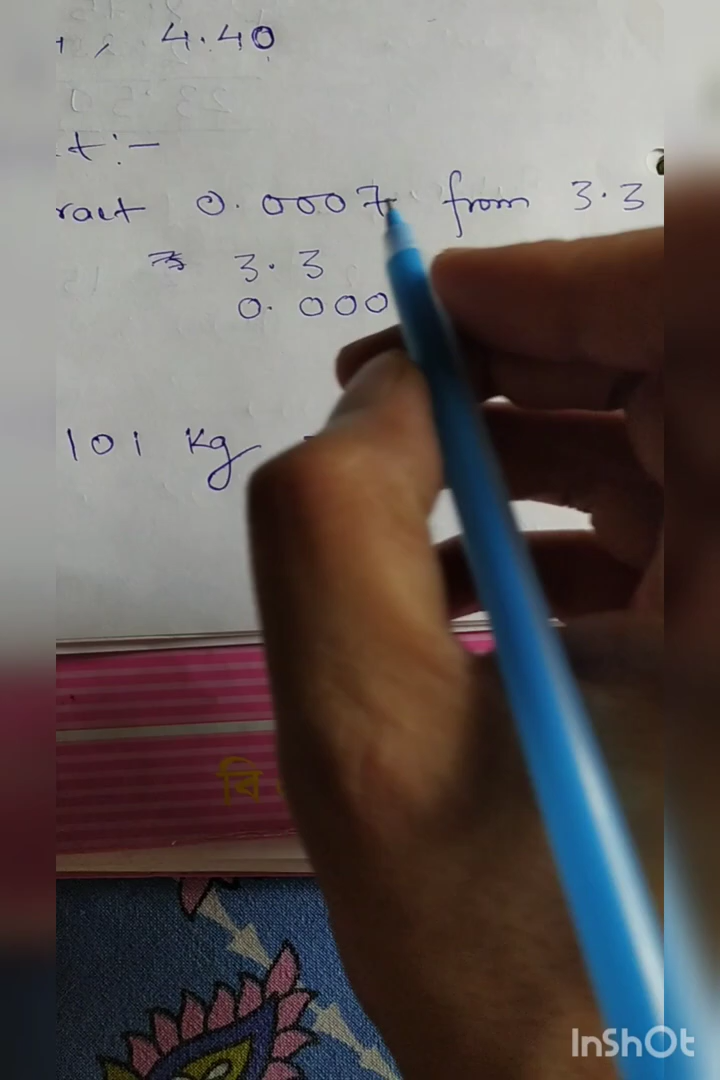 , 4.40
t:-
ract 0.0007 from 3.3
3.3
0.000
101 Kg
বি
InShOt